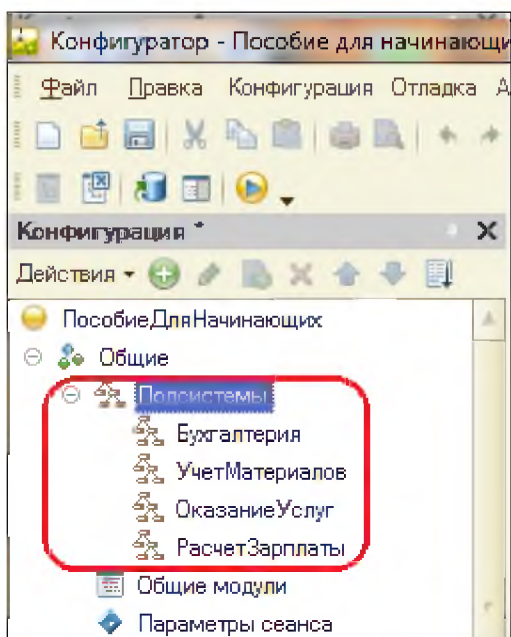 Конфигуратор - Пособие для начинающи
Файл Правка Конфигурация Отладка А
Конфигурация *
Действия
ПособиеДляНачинающих
Общие
Подсистемы
Бухгалтерия
УчетМатериалов
ОказаниеУслуг
РасчетЗарплаты
Общие модули
Параметры сеанса